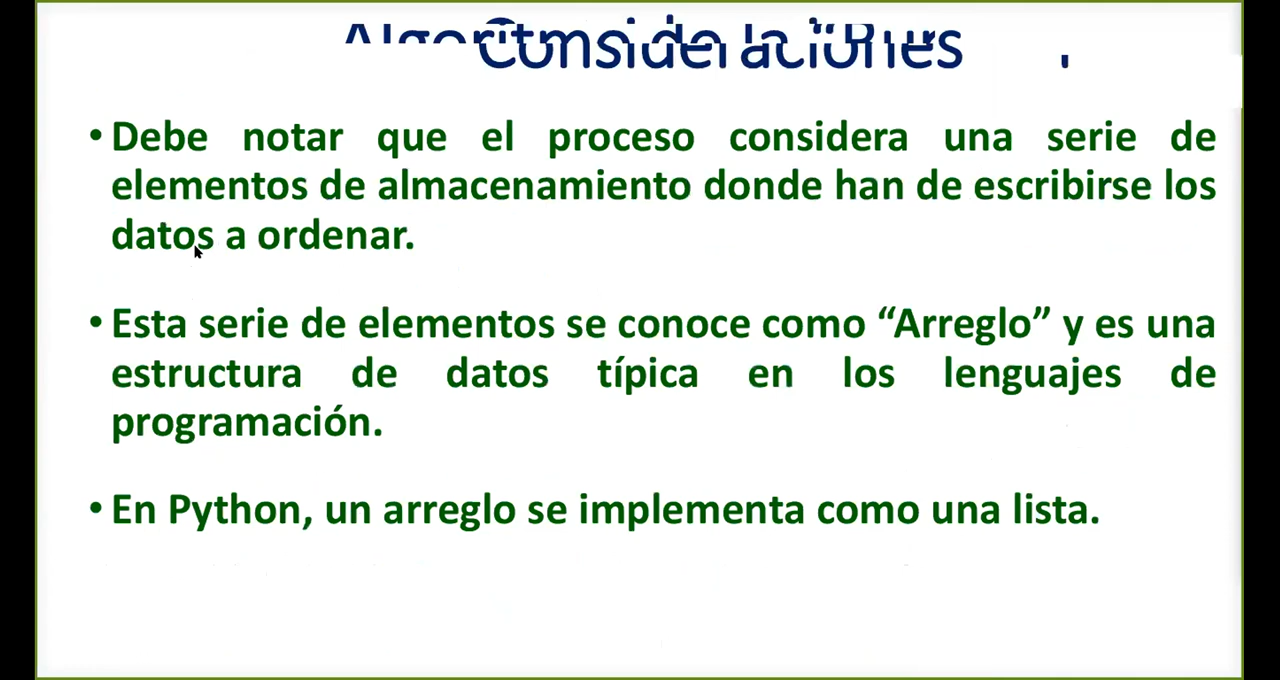 Consideraciones
• Debe notar que el proceso considera una serie de
elementos de almacenamiento donde han de escribirse los
datos a ordenar.
• Esta serie de elementos se conoce como “Arreglo” y es una
estructura de datos típica en los lenguajes de
programación.
• En Python, un arreglo se implementa como una lista.